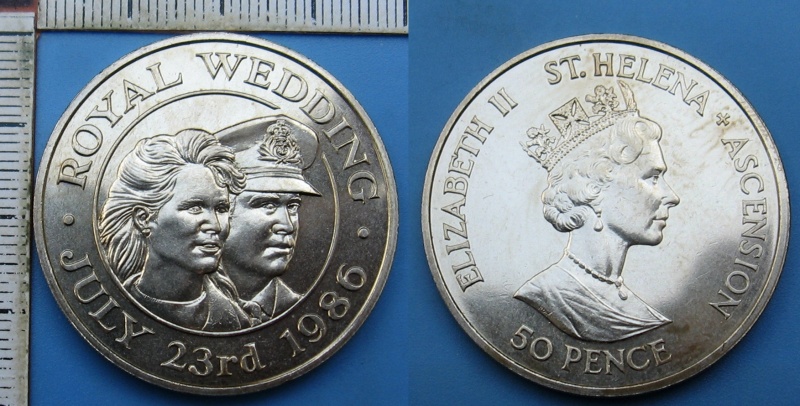 · ROYAL WEDDING ·
JULY 23rd 1986
ELIZABETH II ST. HELENA * ASCENSION
50 PENCE